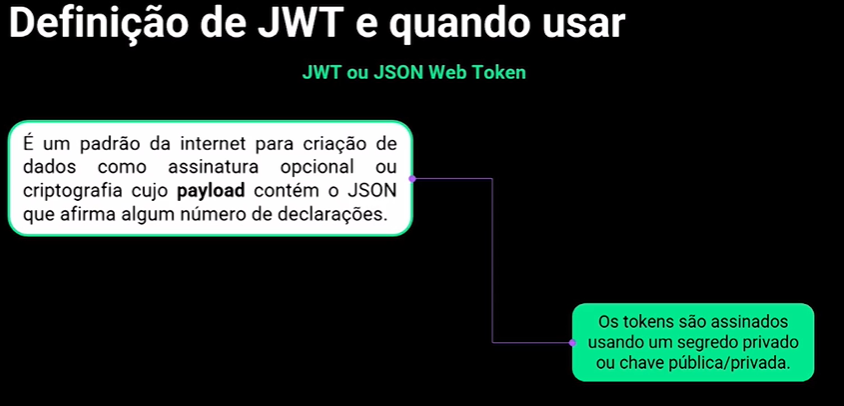 Definição de JWT e quando usar
JWT ou JSON Web Token
É um padrão da internet para criação de
dados como assinatura opcional ou
criptografia cujo payload contém o JSON
que afirma algum número de declarações.
Os tokens são assinados
usando um segredo privado
ou chave pública/privada.